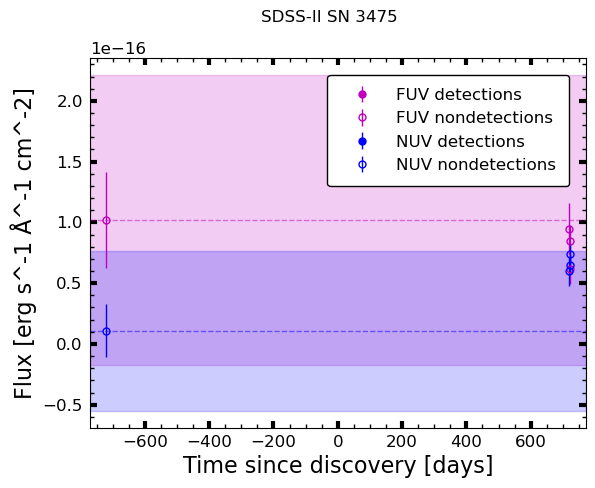 SDSS-II SN 3475
1e−16
FUV detections
FUV nondetections
NUV detections
NUV nondetections
2.0
1.5
1.0
0.5
0.0
−0.5
Flux [erg s^-1 Å^-1 cm^-2]
−600 −400 −200 0 200 400 600
Time since discovery [days]